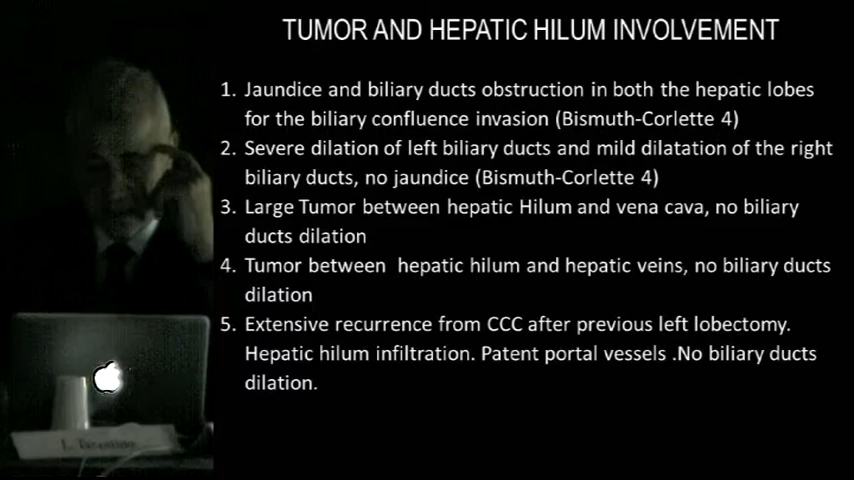 TUMOR AND HEPATIC HILUM INVOLVEMENT
1. Jaundice and biliary ducts obstruction in both the hepatic lobes
for the biliary confluence invasion (Bismuth-Corlette 4)
2. Severe dilation of left biliary ducts and mild dilatation of the right
biliary ducts, no jaundice (Bismuth-Corlette 4)
3. Large Tumor between hepatic Hilum and vena cava, no biliary
ducts dilation
4. Tumor between hepatic hilum and hepatic veins, no biliary ducts
dilation
5. Extensive recurrence from CCC after previous left lobectomy.
Hepatic hilum infiltration. Patent portal vessels .No biliary ducts
dilation.